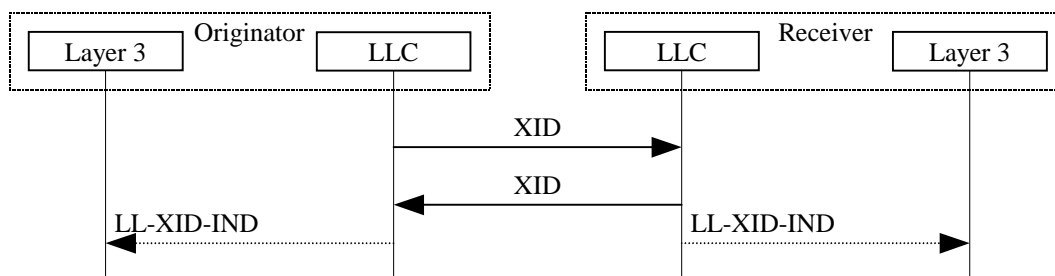 Originator
Receiver
Layer 3
LLC
LLC
Layer 3
XID
XID
LL-XID-IND
LL-XID-IND